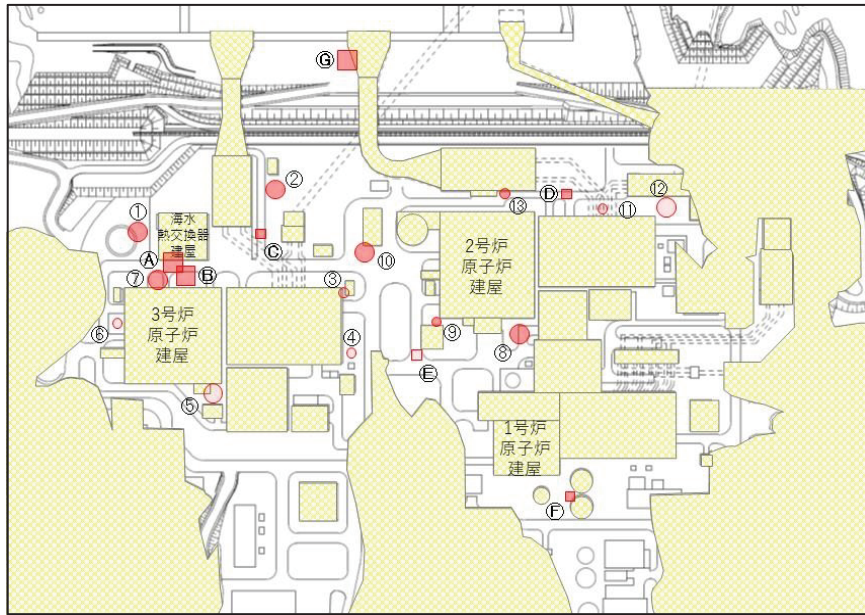 Ⓖ
②
Ⓓ
⑬
⑪
⑫
①
海水
熱交換器
建屋
Ⓒ
⑩
2号炉
原子炉
建屋
Ⓐ
Ⓑ
⑦
③
3号炉
原子炉
建屋
⑥
④
⑨
⑧
Ⓔ
⑤
1号炉
原子炉
建屋
Ⓕ